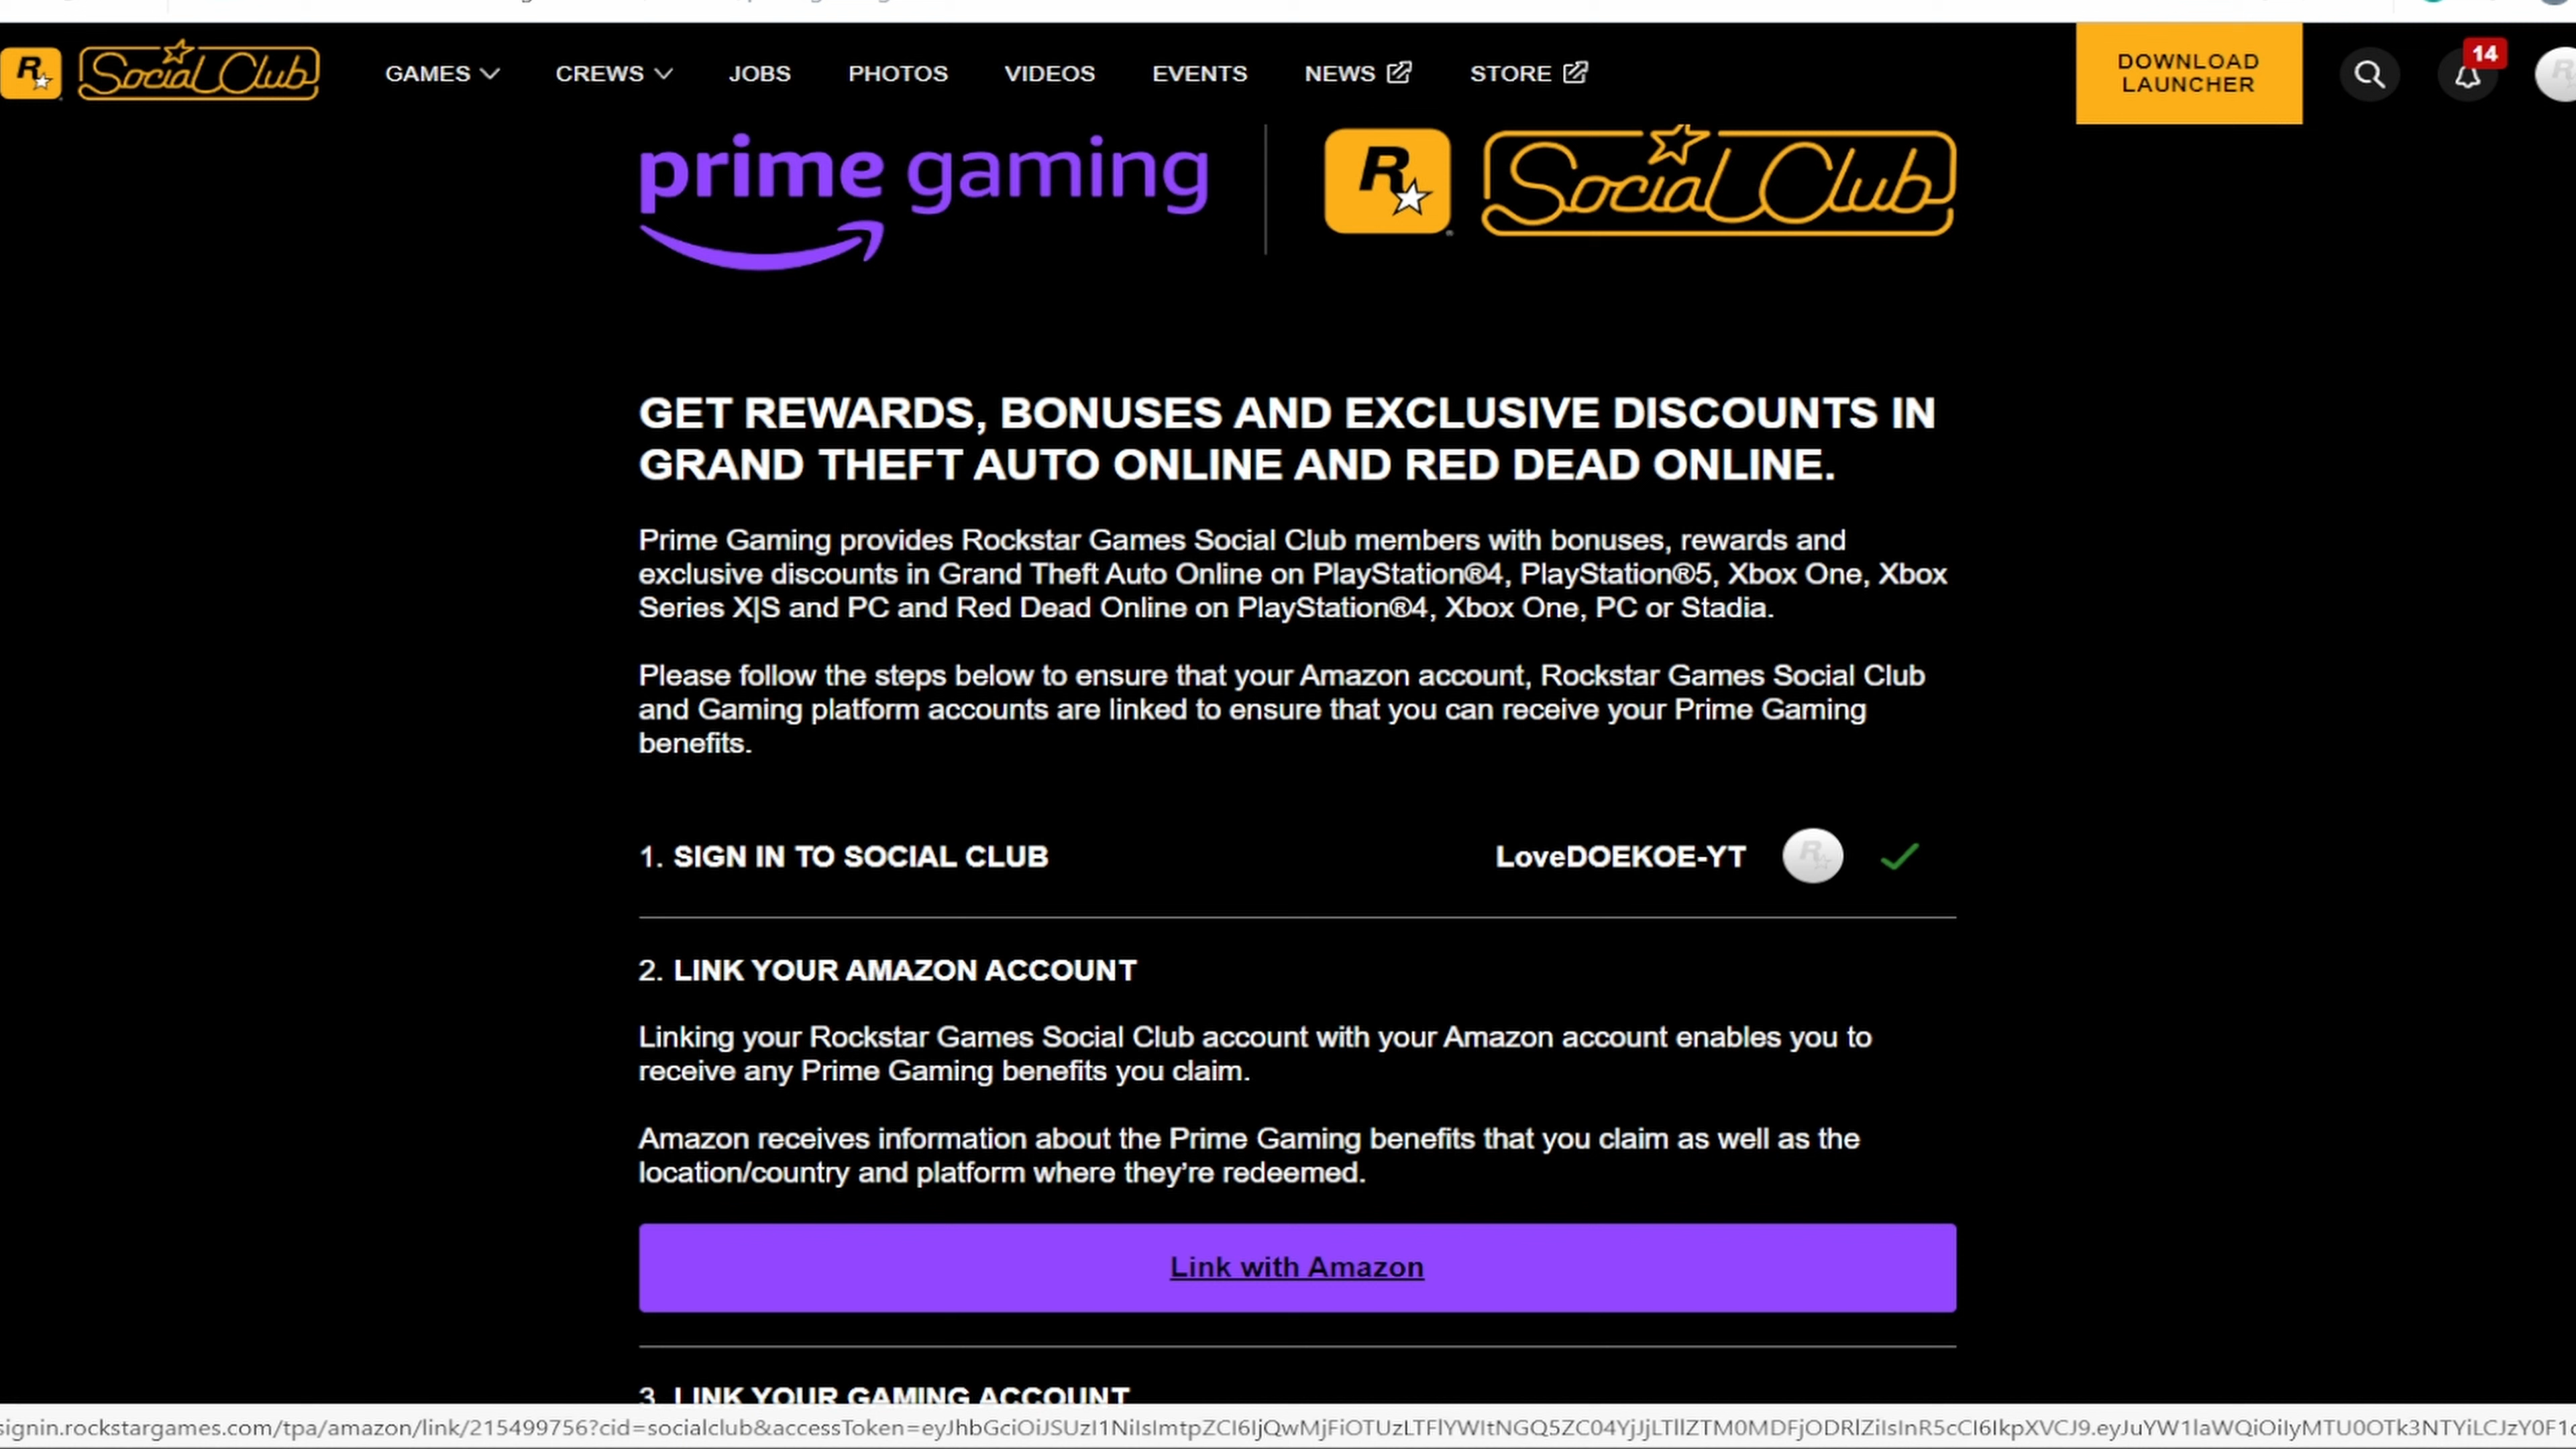 R Social Club GAMES CREWS JOBS PHOTOS VIDEOS EVENTS NEWS STORE DOWNLOAD LAUNCHER 14
prime gaming R Social Club
GET REWARDS, BONUSES AND EXCLUSIVE DISCOUNTS IN
GRAND THEFT AUTO ONLINE AND RED DEAD ONLINE.
Prime Gaming provides Rockstar Games Social Club members with bonuses, rewards and
exclusive discounts in Grand Theft Auto Online on PlayStation®4, PlayStation®5, Xbox One, Xbox
Series X|S and PC and Red Dead Online on PlayStation®4, Xbox One, PC or Stadia.
Please follow the steps below to ensure that your Amazon account, Rockstar Games Social Club
and Gaming platform accounts are linked to ensure that you can receive your Prime Gaming
benefits.
1. SIGN IN TO SOCIAL CLUB LoveDOEKOE-YT
2. LINK YOUR AMAZON ACCOUNT
Linking your Rockstar Games Social Club account with your Amazon account enables you to
receive any Prime Gaming benefits you claim.
Amazon receives information about the Prime Gaming benefits that you claim as well as the
location/country and platform where they're redeemed.
Link with Amazon
3. LINK YOUR GAMING ACCOUNT